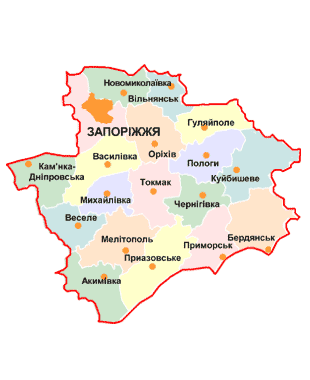 Новомиколаївка
Вільнянськ
Гуляйполе
ЗАПОРІЖЖЯ
Оріхів
Василівка
Пологи
Кам'нка-
Дніпровська
Куйбишеве
Токмак
Михайлівка
Чернігівка
Веселе
Бердянськ
Мелітополь
Приморськ
Приазовське
Акимівка